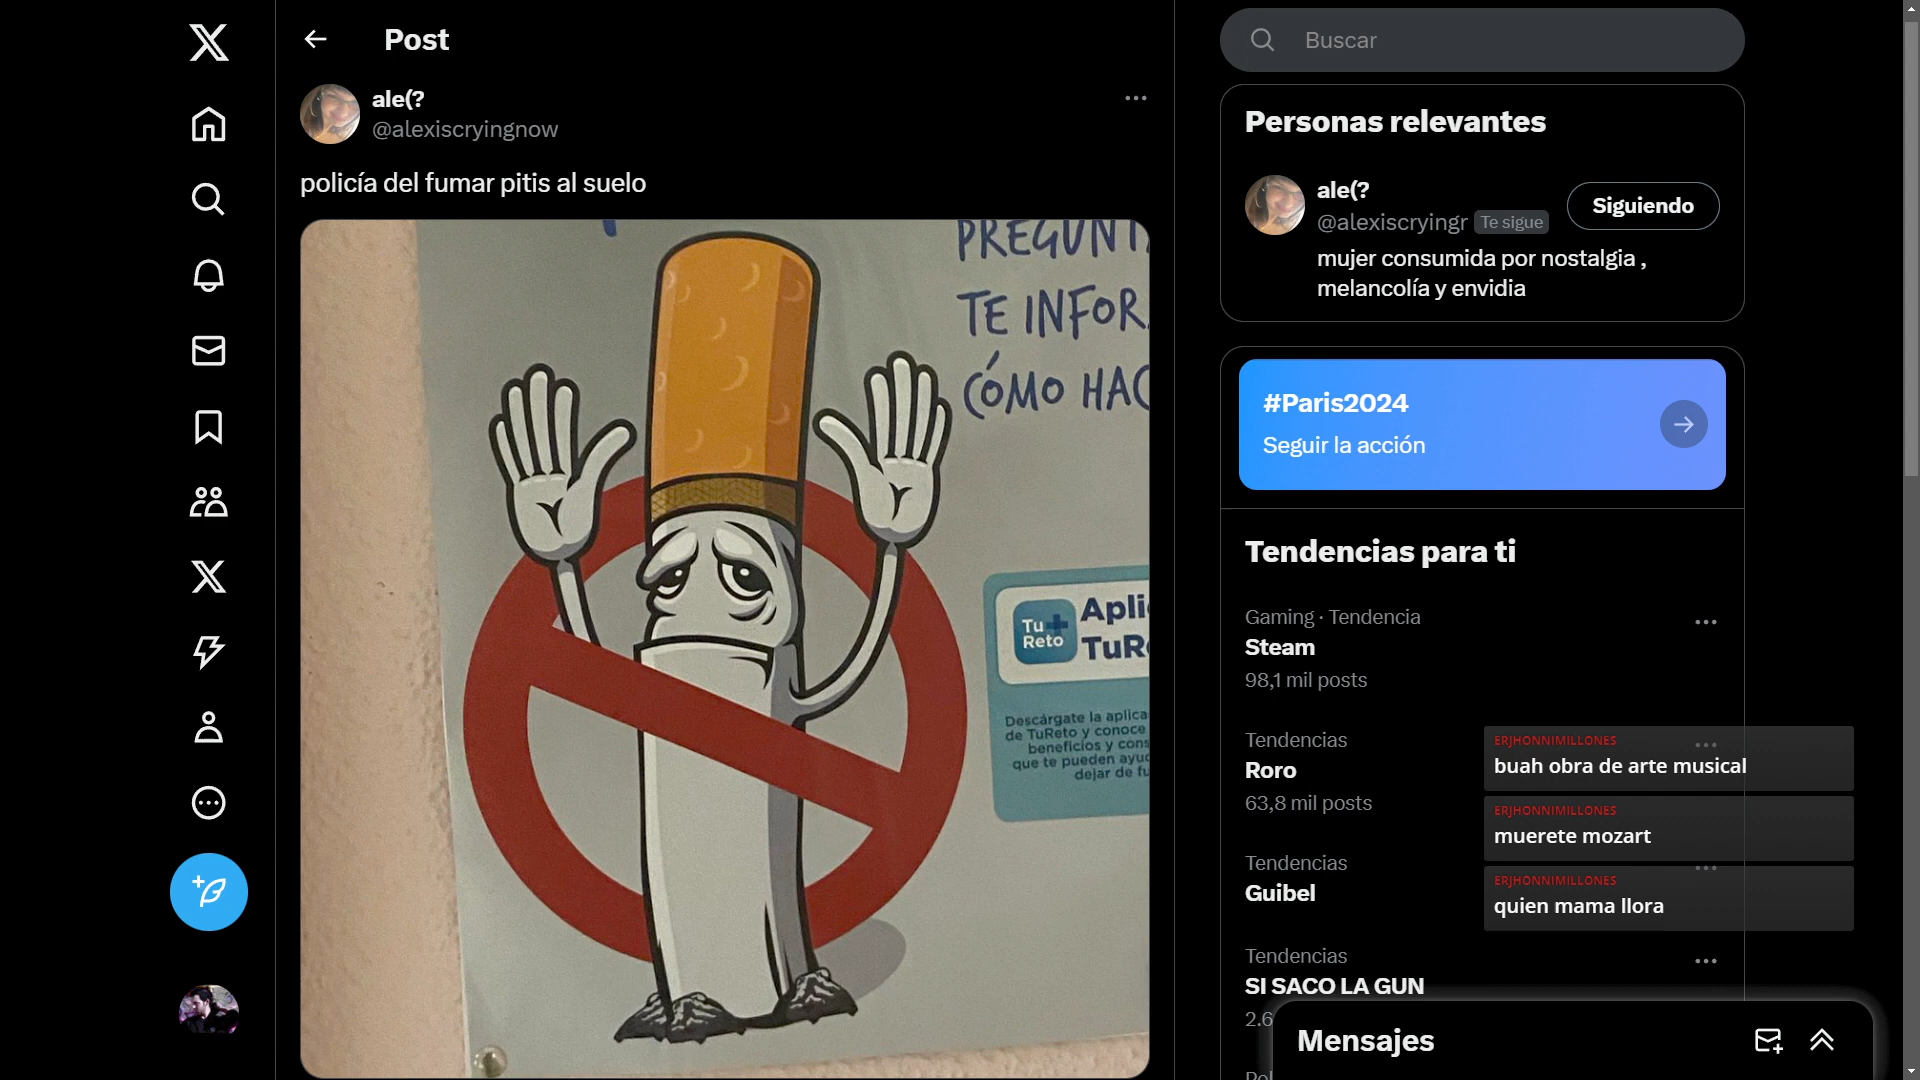 Post
ale(?
@alexiscryingnow
policía del fumar pitis al suelo
PREGUNT
TE INFOR
CÓMO HAC
Tu
Reto
Apli
TuR
Descárgate la aplica
de TuReto y conoce
beneficios y cons
que te pueden ayu
dejar de fu
Buscar
Personas relevantes
ale(?
@alexiscryingr
Te sigue
Siguiendo
mujer consumida por nostalgia ,
melancolía y envidia
#Paris2024
Seguir la acción
Tendencias para ti
Gaming · Tendencia
Steam
98,1 mil posts
Tendencias
Roro
63,8 mil posts
Tendencias
Guibel
Tendencias
SI SACO LA GUN
2.6
ERJHONNIMILLONES
buah obra de arte musical
ERJHONNIMILLONES
muerete mozart
ERJHONNIMILLONES
quien mama llora
Mensajes